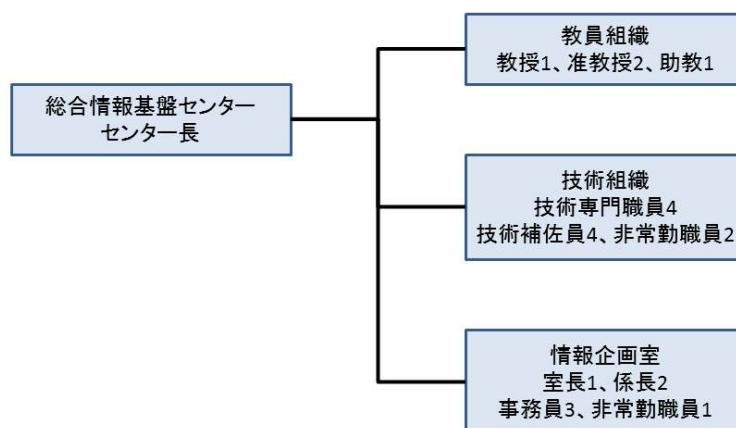 総合情報基盤センター
センター長
教員組織
教授1、准教授2、助教1
技術組織
技術専門職員4
技術補佐員4、非常勤職員2
情報企画室
室長1、係長2
事務員3、非常勤職員1